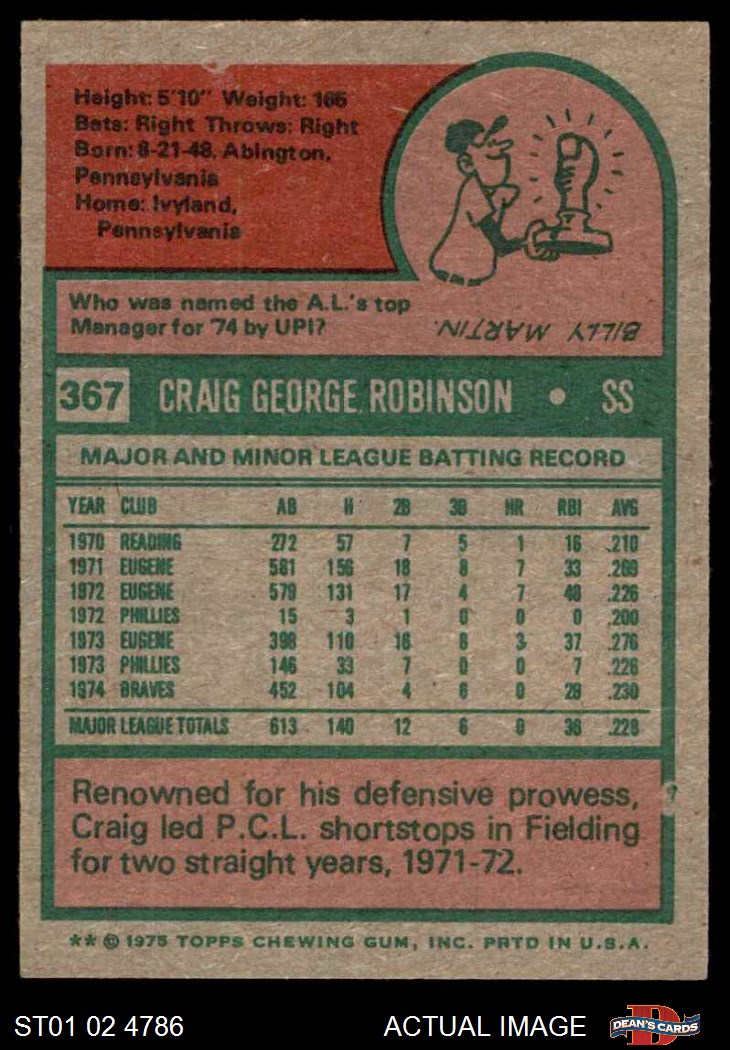 Height: 5'10" Weight: 165
Bats: Right Throws: Right
Born: 8-21-48, Abington,
Pennsylvania
Home: Ivyland,
Pennsylvania
Who was named the A.L.'s top
Manager for '74 by UPI?
BILLY MARTIN.
367 CRAIG GEORGE ROBINSON • SS
MAJOR AND MINOR LEAGUE BATTING RECORD
YEAR CLUB AB H 2B 3B HR RBI AVG
1970 READING 272 57 7 5 1 16 .210
1971 EUGENE 581 156 18 8 7 33 .269
1972 EUGENE 579 131 17 4 7 48 .226
1972 PHILLIES 15 3 1 0 0 0 .200
1973 EUGENE 398 110 16 8 3 37 .276
1973 PHILLIES 146 33 7 0 0 7 .226
1974 BRAVES 452 104 4 6 0 29 .230
MAJOR LEAGUE TOTALS 613 140 12 6 0 36 .228
Renowned for his defensive prowess,
Craig led P.C.L. shortstops in Fielding
for two straight years, 1971-72.
** © 1975 TOPPS CHEWING GUM, INC. PRTD IN U.S.A.
ST01 02 4786 ACTUAL IMAGE DEAN'S CARDS